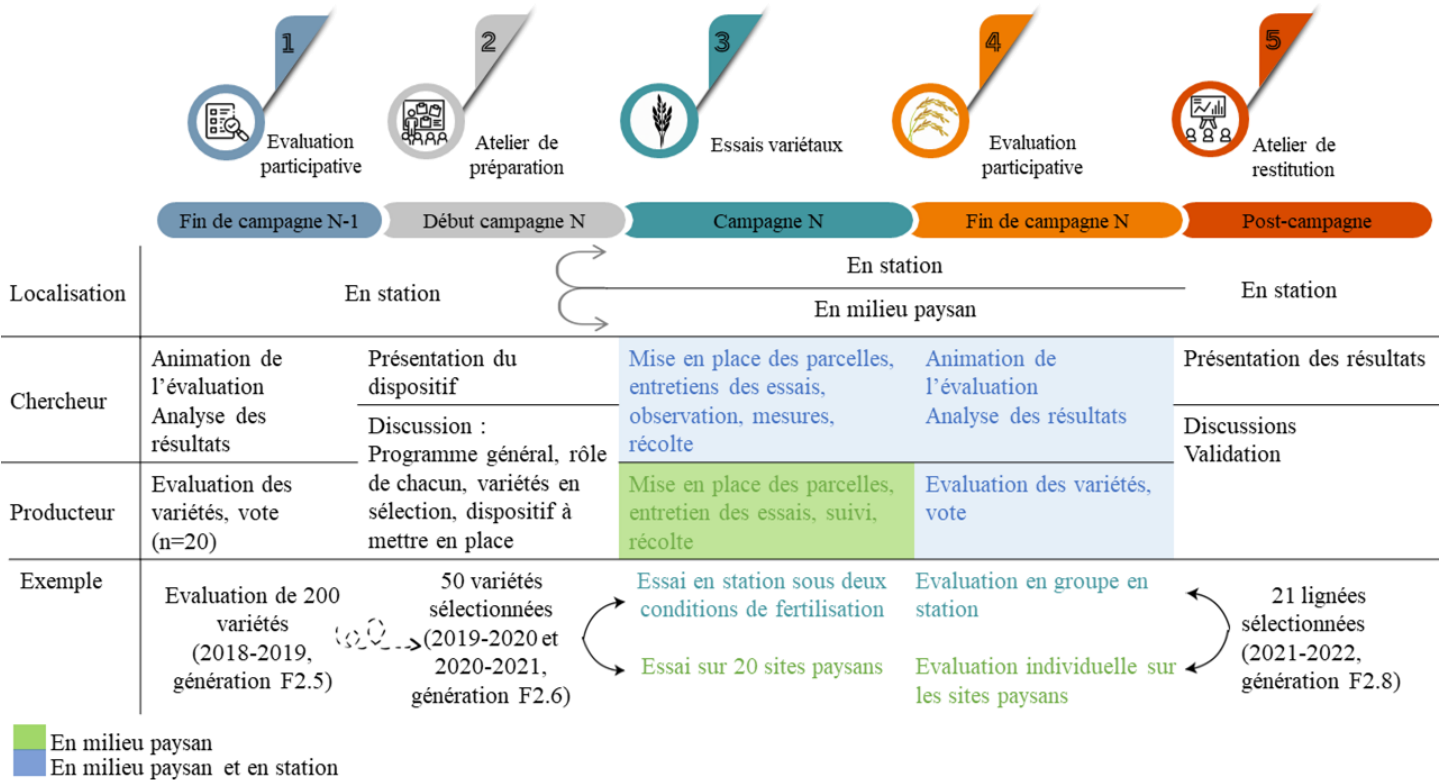 1
2
3
4
5
Evaluation
participative
Atelier de
préparation
Essais variétaux
Evaluation
participative
Atelier de
restitution
Fin de campagne N-1
Début campagne N
Campagne N
Fin de campagne N
Post-campagne
Localisation
En station
En station
En milieu paysan
En station
Chercheur
Animation de
l'évaluation
Analyse des
résultats
Présentation du
dispositif
Discussion :
Programme général, rôle
de chacun, variétés en
sélection, dispositif à
mettre en place
Mise en place des parcelles,
entretiens des essais,
observation, mesures,
récolte
Animation de
l'évaluation
Analyse des résultats
Présentation des résultats
Discussions
Validation
Producteur
Evaluation des
variétés, vote
(n=20)
Mise en place des parcelles,
entretien des essais, suivi,
récolte
Evaluation des variétés,
vote
Exemple
Evaluation de 200
variétés
(2018-2019,
génération F2.5)
50 variétés
sélectionnées
(2019-2020 et
2020-2021,
génération F2.6)
Essai en station sous deux
conditions de fertilisation
Essai sur 20 sites paysans
Evaluation en groupe en
station
Evaluation individuelle sur
les sites paysans
21 lignées
sélectionnées
(2021-2022,
génération F2.8)
En milieu paysan
En milieu paysan et en station